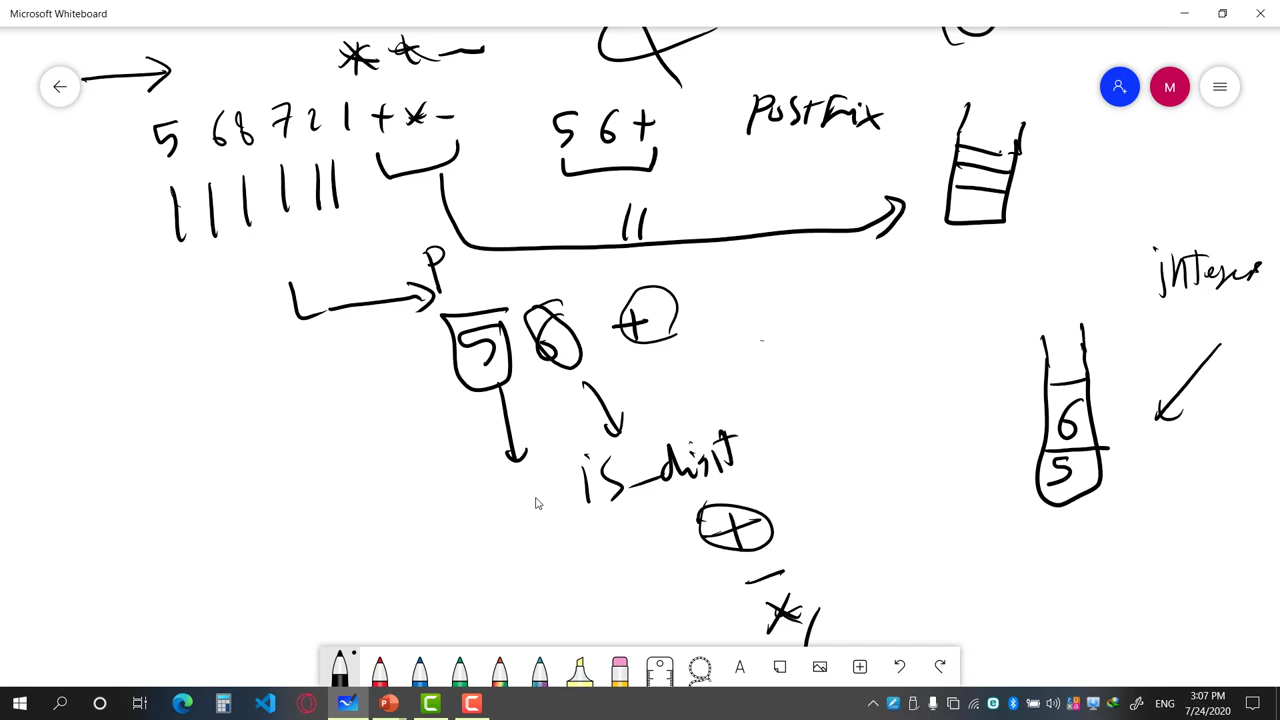 Microsoft Whiteboard
* * -
5 6 8 7 2 1 + * -
5 6 +
Postfix
M
P
5 6 +
integer
6
5
is_digit
+
-
* /
A
ENG
3:07 PM
7/24/2020